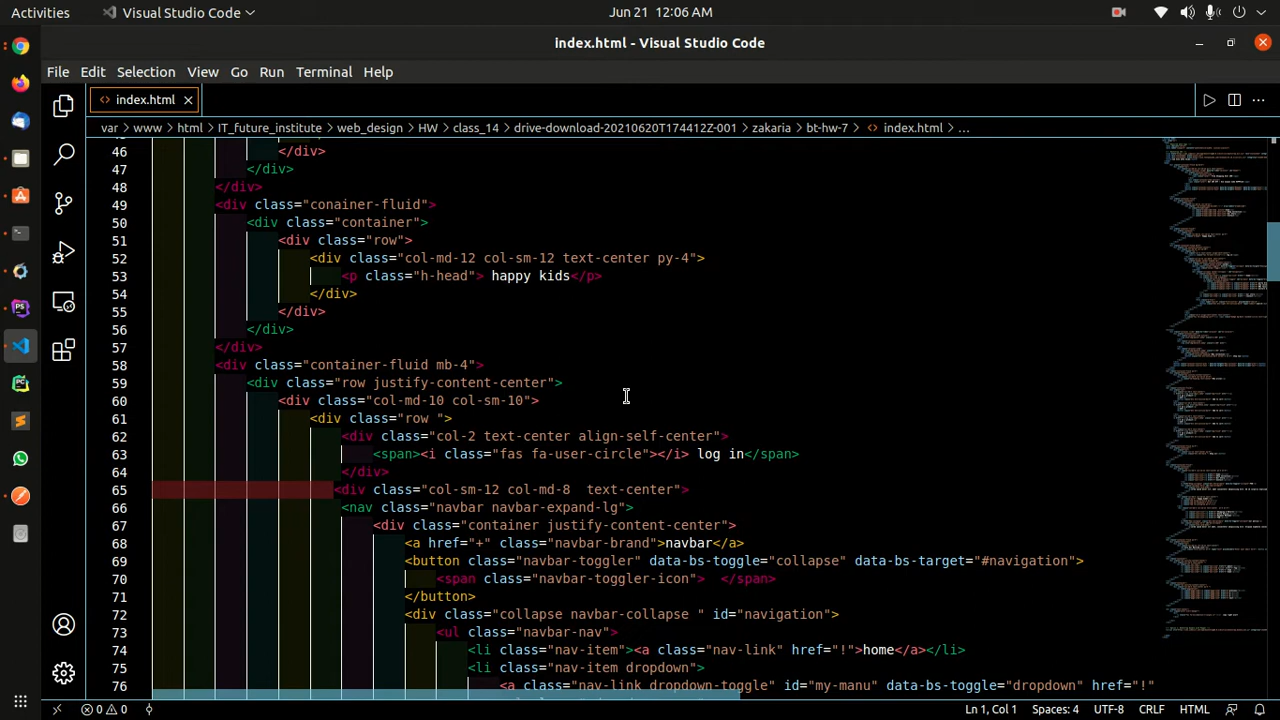 Activities
Visual Studio Code
Jun 21 12:06 AM
index.html - Visual Studio Code
File Edit Selection View Go Run Terminal Help
<> index.html ×
var > www > html > IT_future_institute > web_design > HW > class_14 > drive-download-20210620T174412Z-001 > zakaria > bt-hw-7 > <> index.html > ...
46 </div>
47 </div>
48 </div>
49 <div class="conainer-fluid">
50 <div class="container">
51 <div class="row">
52 <div class="col-md-12 col-sm-12 text-center py-4">
53 <p class="h-head"> happy kids</p>
54 </div>
55 </div>
56 </div>
57 </div>
58 <div class="container-fluid mb-4">
59 <div class="row justify-content-center">
60 <div class="col-md-10 col-sm-10">
61 <div class="row ">
62 <div class="col-2 text-center align-self-center">
63 <span><i class="fas fa-user-circle"></i> log in</span>
64 </div>
65 <div class="col-sm-12 col-md-8  text-center">
66 <nav class="navbar navbar-expand-lg">
67 <div class="container justify-content-center">
68 <a href="+" class="navbar-brand">navbar</a>
69 <button class="navbar-toggler" data-bs-toggle="collapse" data-bs-target="#navigation">
70 <span class="navbar-toggler-icon">  </span>
71 </button>
72 <div class="collapse navbar-collapse " id="navigation">
73 <ul class="navbar-nav">
74 <li class="nav-item"><a class="nav-link" href="!">home</a></li>
75 <li class="nav-item dropdown">
76 <a class="nav-link dropdown-toggle" id="my-manu" data-bs-toggle="dropdown" href="!"
0 0 Ln 1, Col 1 Spaces: 4 UTF-8 CRLF HTML